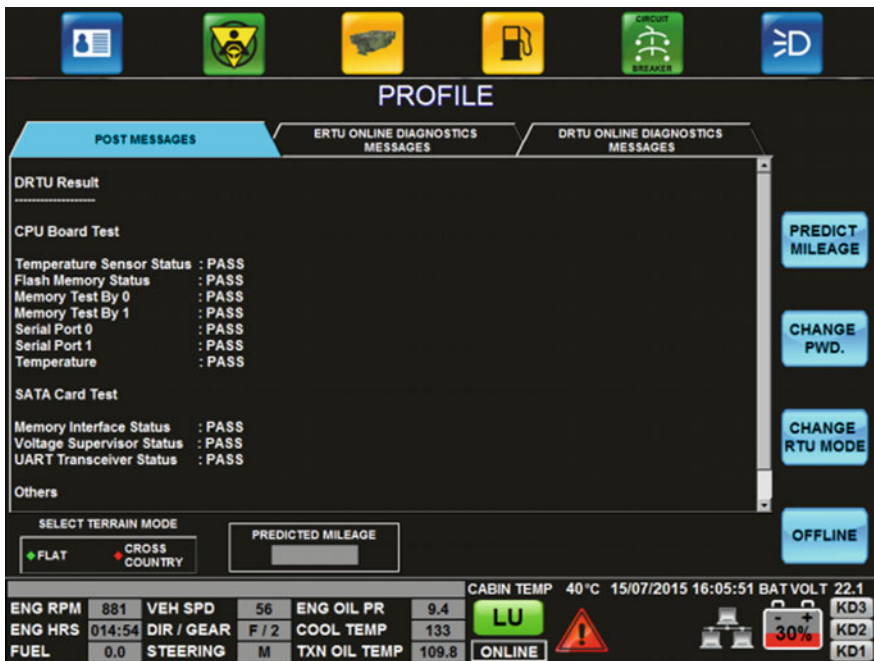 CIRCUIT
BREAKER
PROFILE
POST MESSAGES
ERTU ONLINE DIAGNOSTICS
MESSAGES
DRTU ONLINE DIAGNOSTICS
MESSAGES
DRTU Result
--------------------
CPU Board Test
Temperature Sensor Status : PASS
Flash Memory Status : PASS
Memory Test By 0 : PASS
Memory Test By 1 : PASS
Serial Port 0 : PASS
Serial Port 1 : PASS
Temperature : PASS
SATA Card Test
Memory Interface Status : PASS
Voltage Supervisor Status : PASS
UART Transceiver Status : PASS
Others
PREDICT
MILEAGE
CHANGE
PWD.
CHANGE
RTU MODE
OFFLINE
SELECT TERRAIN MODE
FLAT
CROSS
COUNTRY
PREDICTED MILEAGE
CABIN TEMP 40°C 15/07/2015 16:05:51 BAT VOLT 22.1
ENG RPM 881 VEH SPD 56 ENG OIL PR 9.4
ENG HRS 014:54 DIR / GEAR F / 2 COOL TEMP 133
FUEL 0.0 STEERING M TXN OIL TEMP 109.8
LU
ONLINE
- +
30%
KD3
KD2
KD1